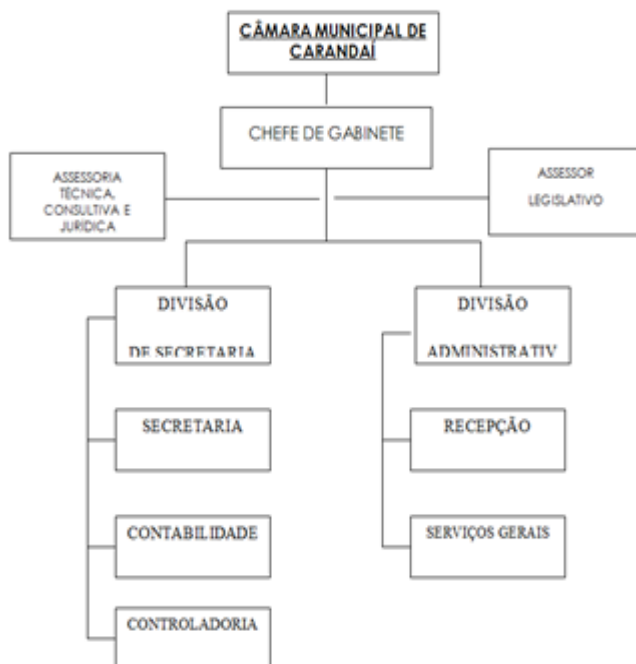 CÂMARA MUNICIPAL DE
CARANDAÍ
CHEFE DE GABINETE
ASSESSORIA
TÉCNICA,
CONSULTIVA E
JURÍDICA
ASSESSOR
LEGISLATIVO
DIVISÃO
DE SECRETARIA
DIVISÃO
ADMINISTRATIV
SECRETARIA
RECEPÇÃO
CONTABILIDADE
SERVIÇOS GERAIS
CONTROLADORIA